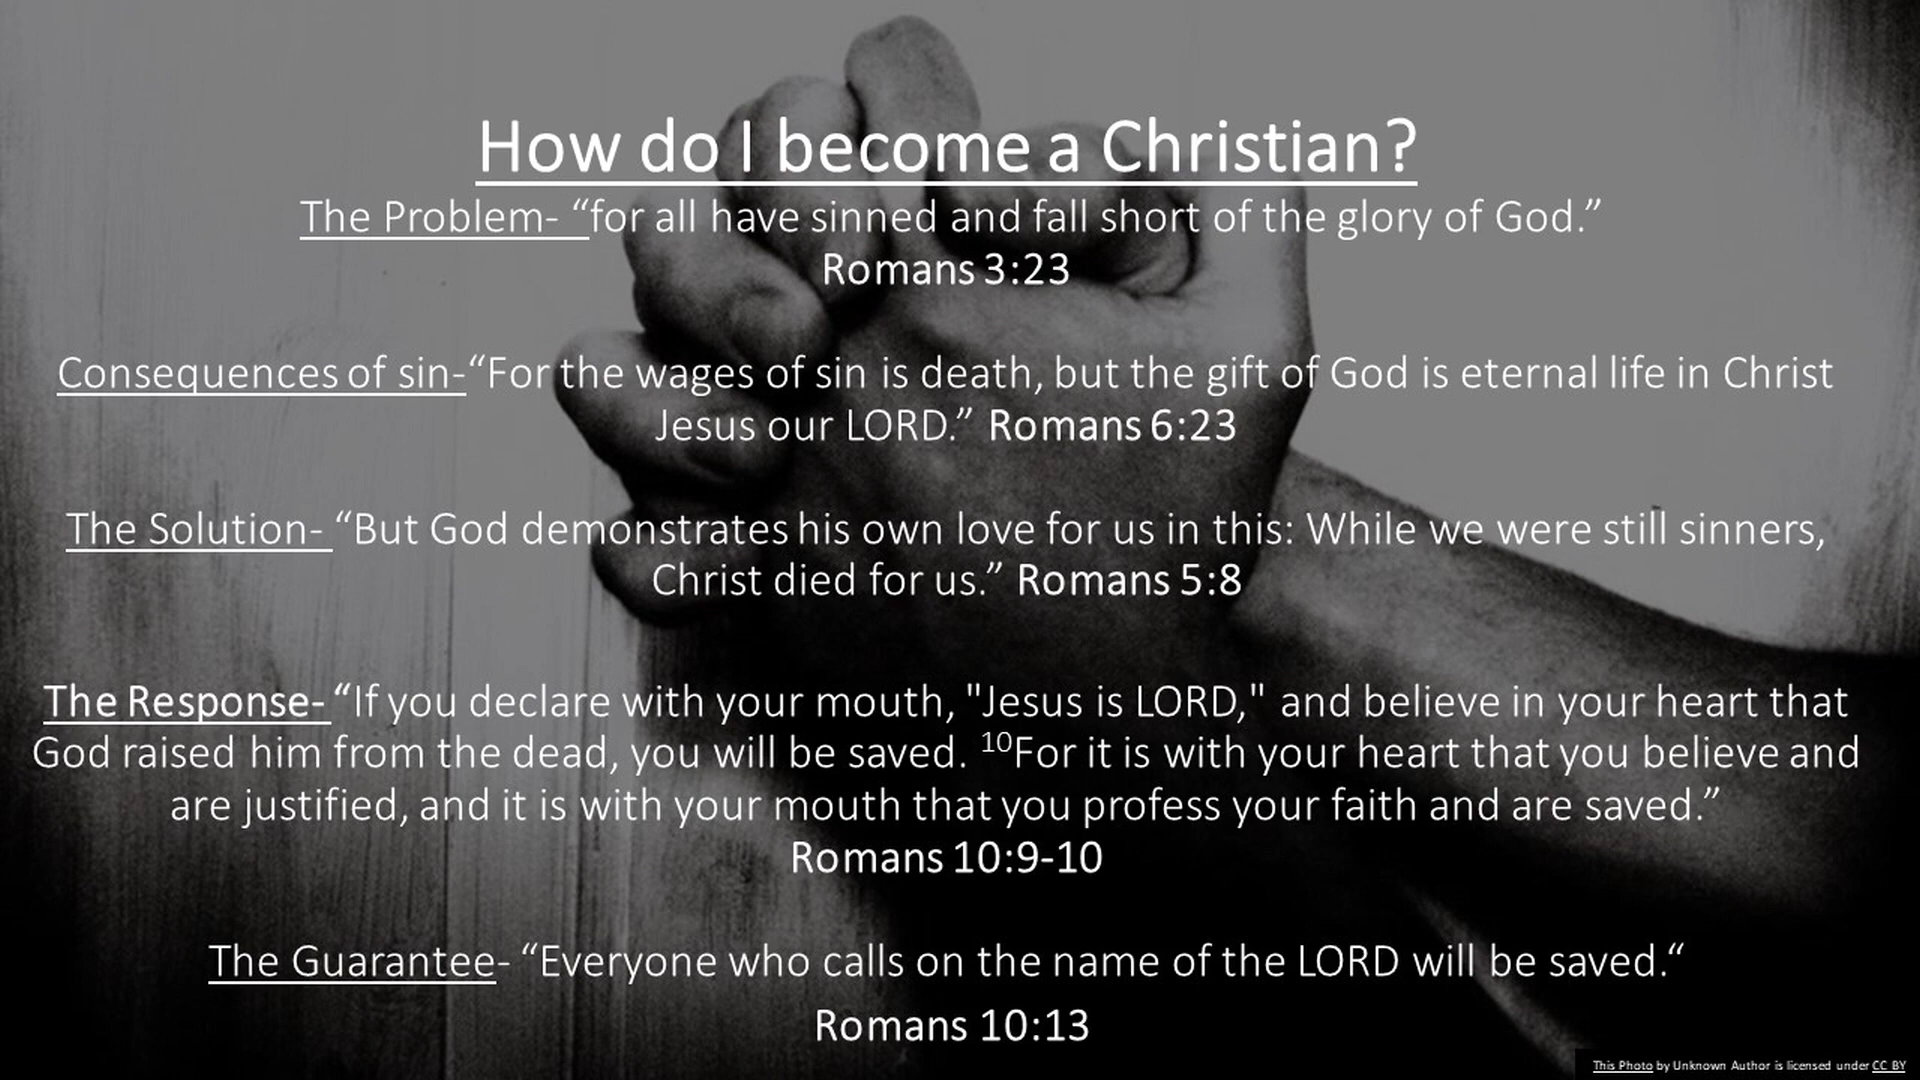 How do I become a Christian?
The Problem- “for all have sinned and fall short of the glory of God.”
Romans 3:23
Consequences of sin-“For the wages of sin is death, but the gift of God is eternal life in Christ
Jesus our LORD.” Romans 6:23
The Solution- “But God demonstrates his own love for us in this: While we were still sinners,
Christ died for us.” Romans 5:8
The Response- “If you declare with your mouth, "Jesus is LORD," and believe in your heart that
God raised him from the dead, you will be saved. ¹⁰For it is with your heart that you believe and
are justified, and it is with your mouth that you profess your faith and are saved.”
Romans 10:9-10
The Guarantee- “Everyone who calls on the name of the LORD will be saved.“
Romans 10:13
This Photo by Unknown Author is licensed under CC BY